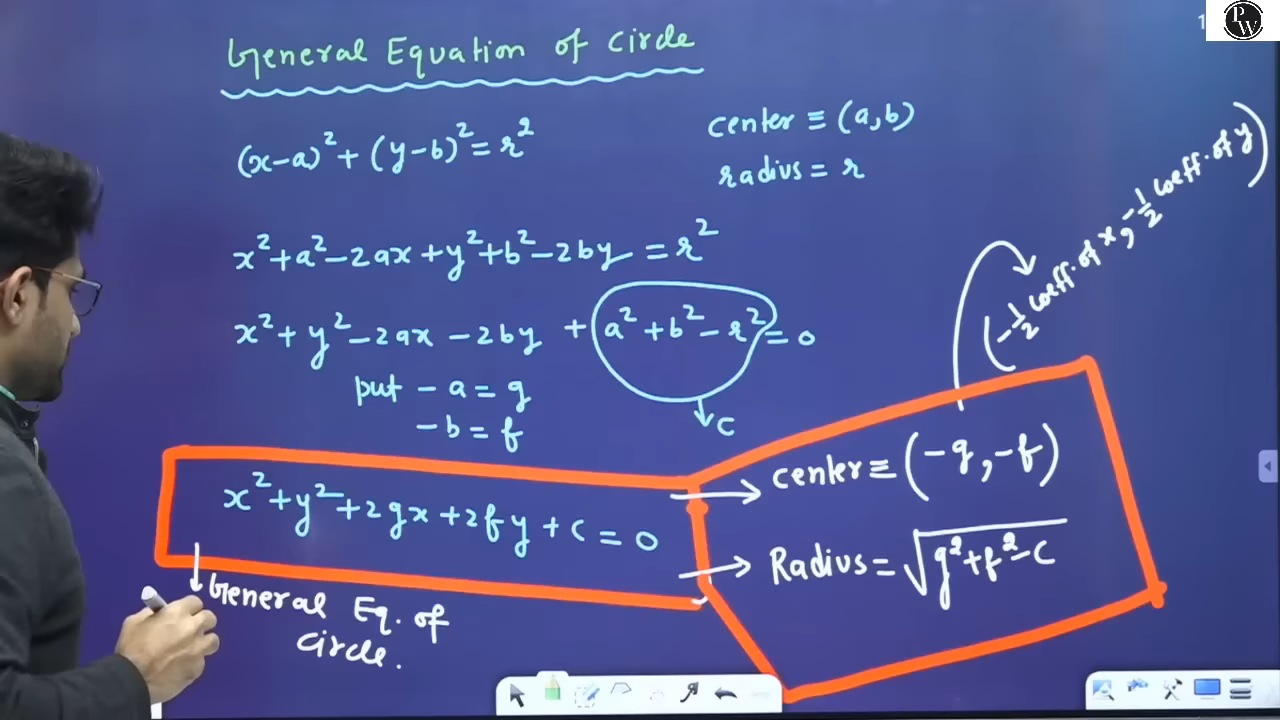 General Equation of Circle
(x-a)² + (y-b)² = r²
center ≡ (a,b)
radius = r
x² + a² - 2ax + y² + b² - 2by = r²
x² + y² - 2ax - 2by + a² + b² - r² = 0
c
put - a = g
- b = f
x² + y² + 2gx + 2fy + c = 0
General Eq. of
Circle.
center ≡ (-g, -f)
Radius = √g² + f² - c
(-1/2 coeff. of x, -1/2 coeff. of y)
PW